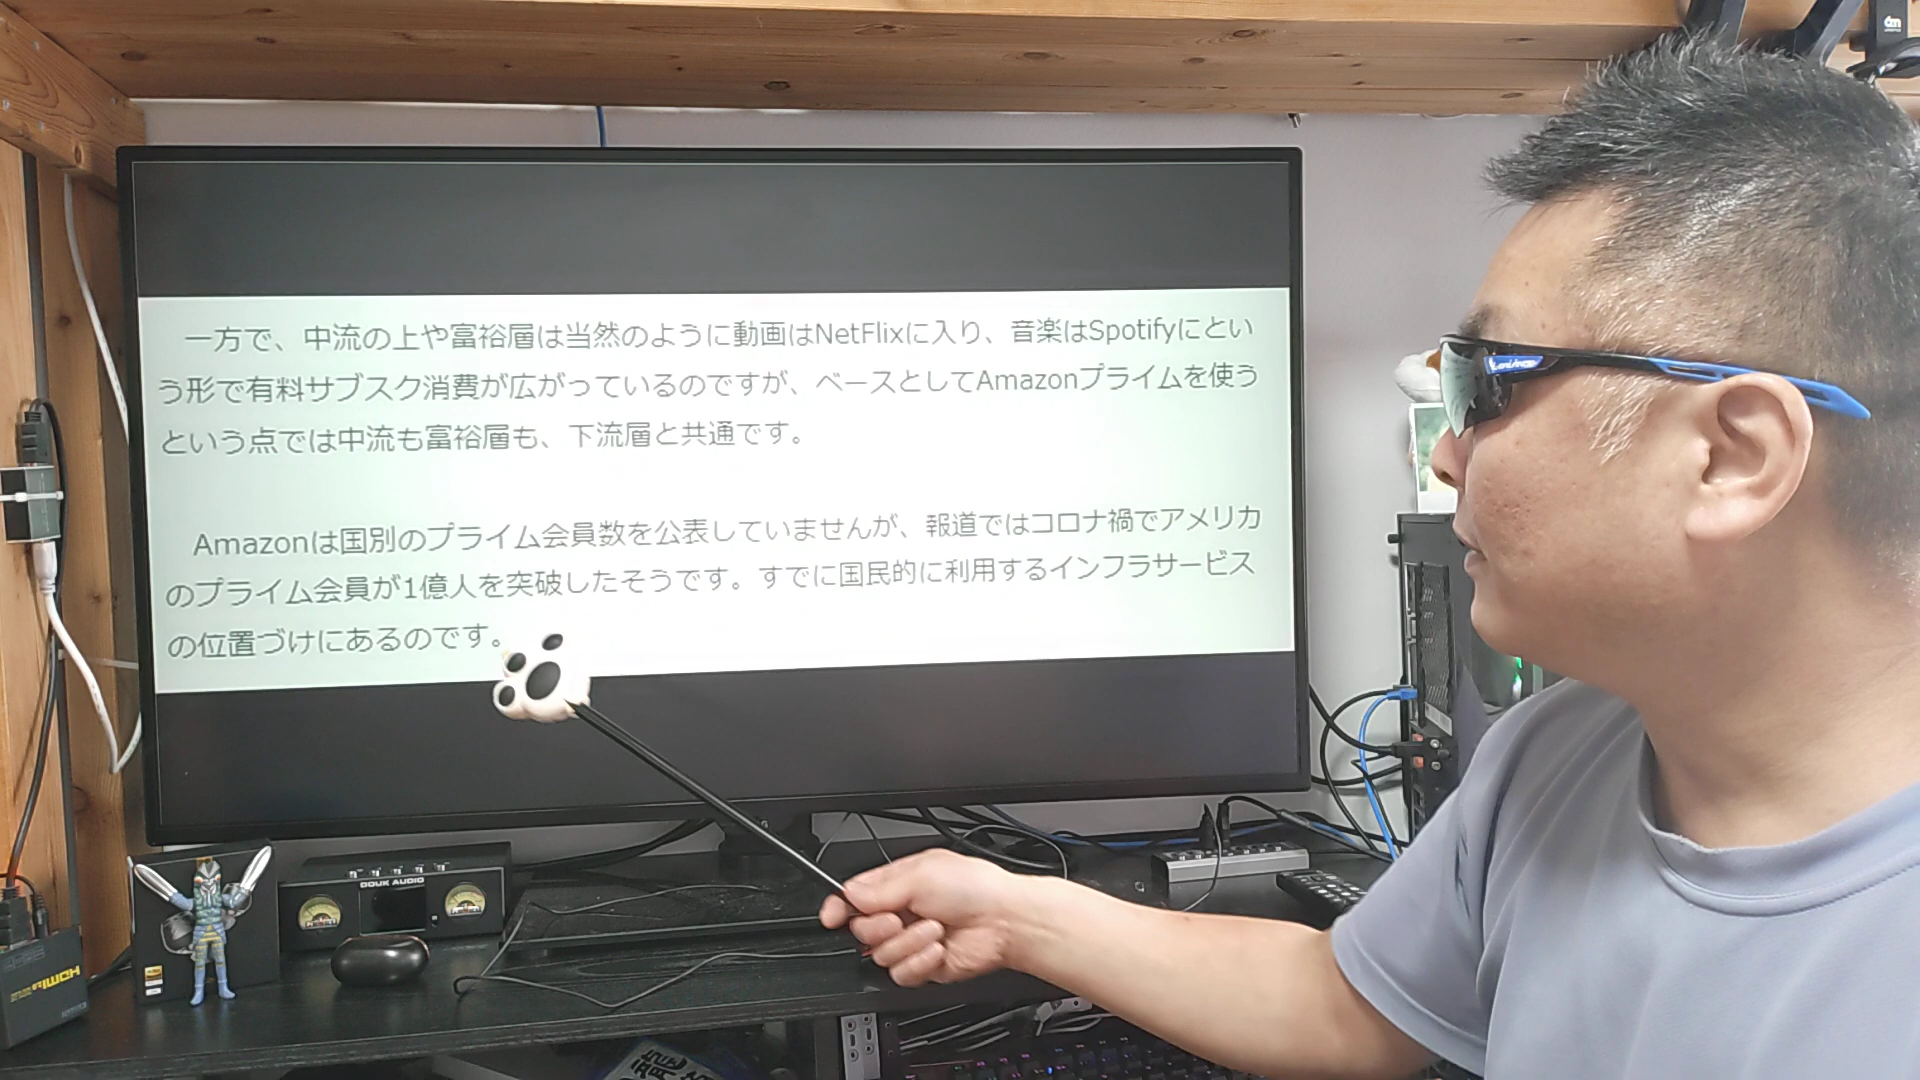 一方で、中流の上や富裕層は当然のように動画はNetFlixに入り、音楽はSpotifyにとい
う形で有料サブスク消費が広がっているのですが、ベースとしてAmazonプライムを使う
という点では中流も富裕層も、下流層と共通です。
Amazonは国別のプライム会員数を公表していませんが、報道ではコロナ禍でアメリカ
のプライム会員が1億人を突破したそうです。すでに国民的に利用するインフラサービス
の位置づけにあるのです。
DOUK AUDIO